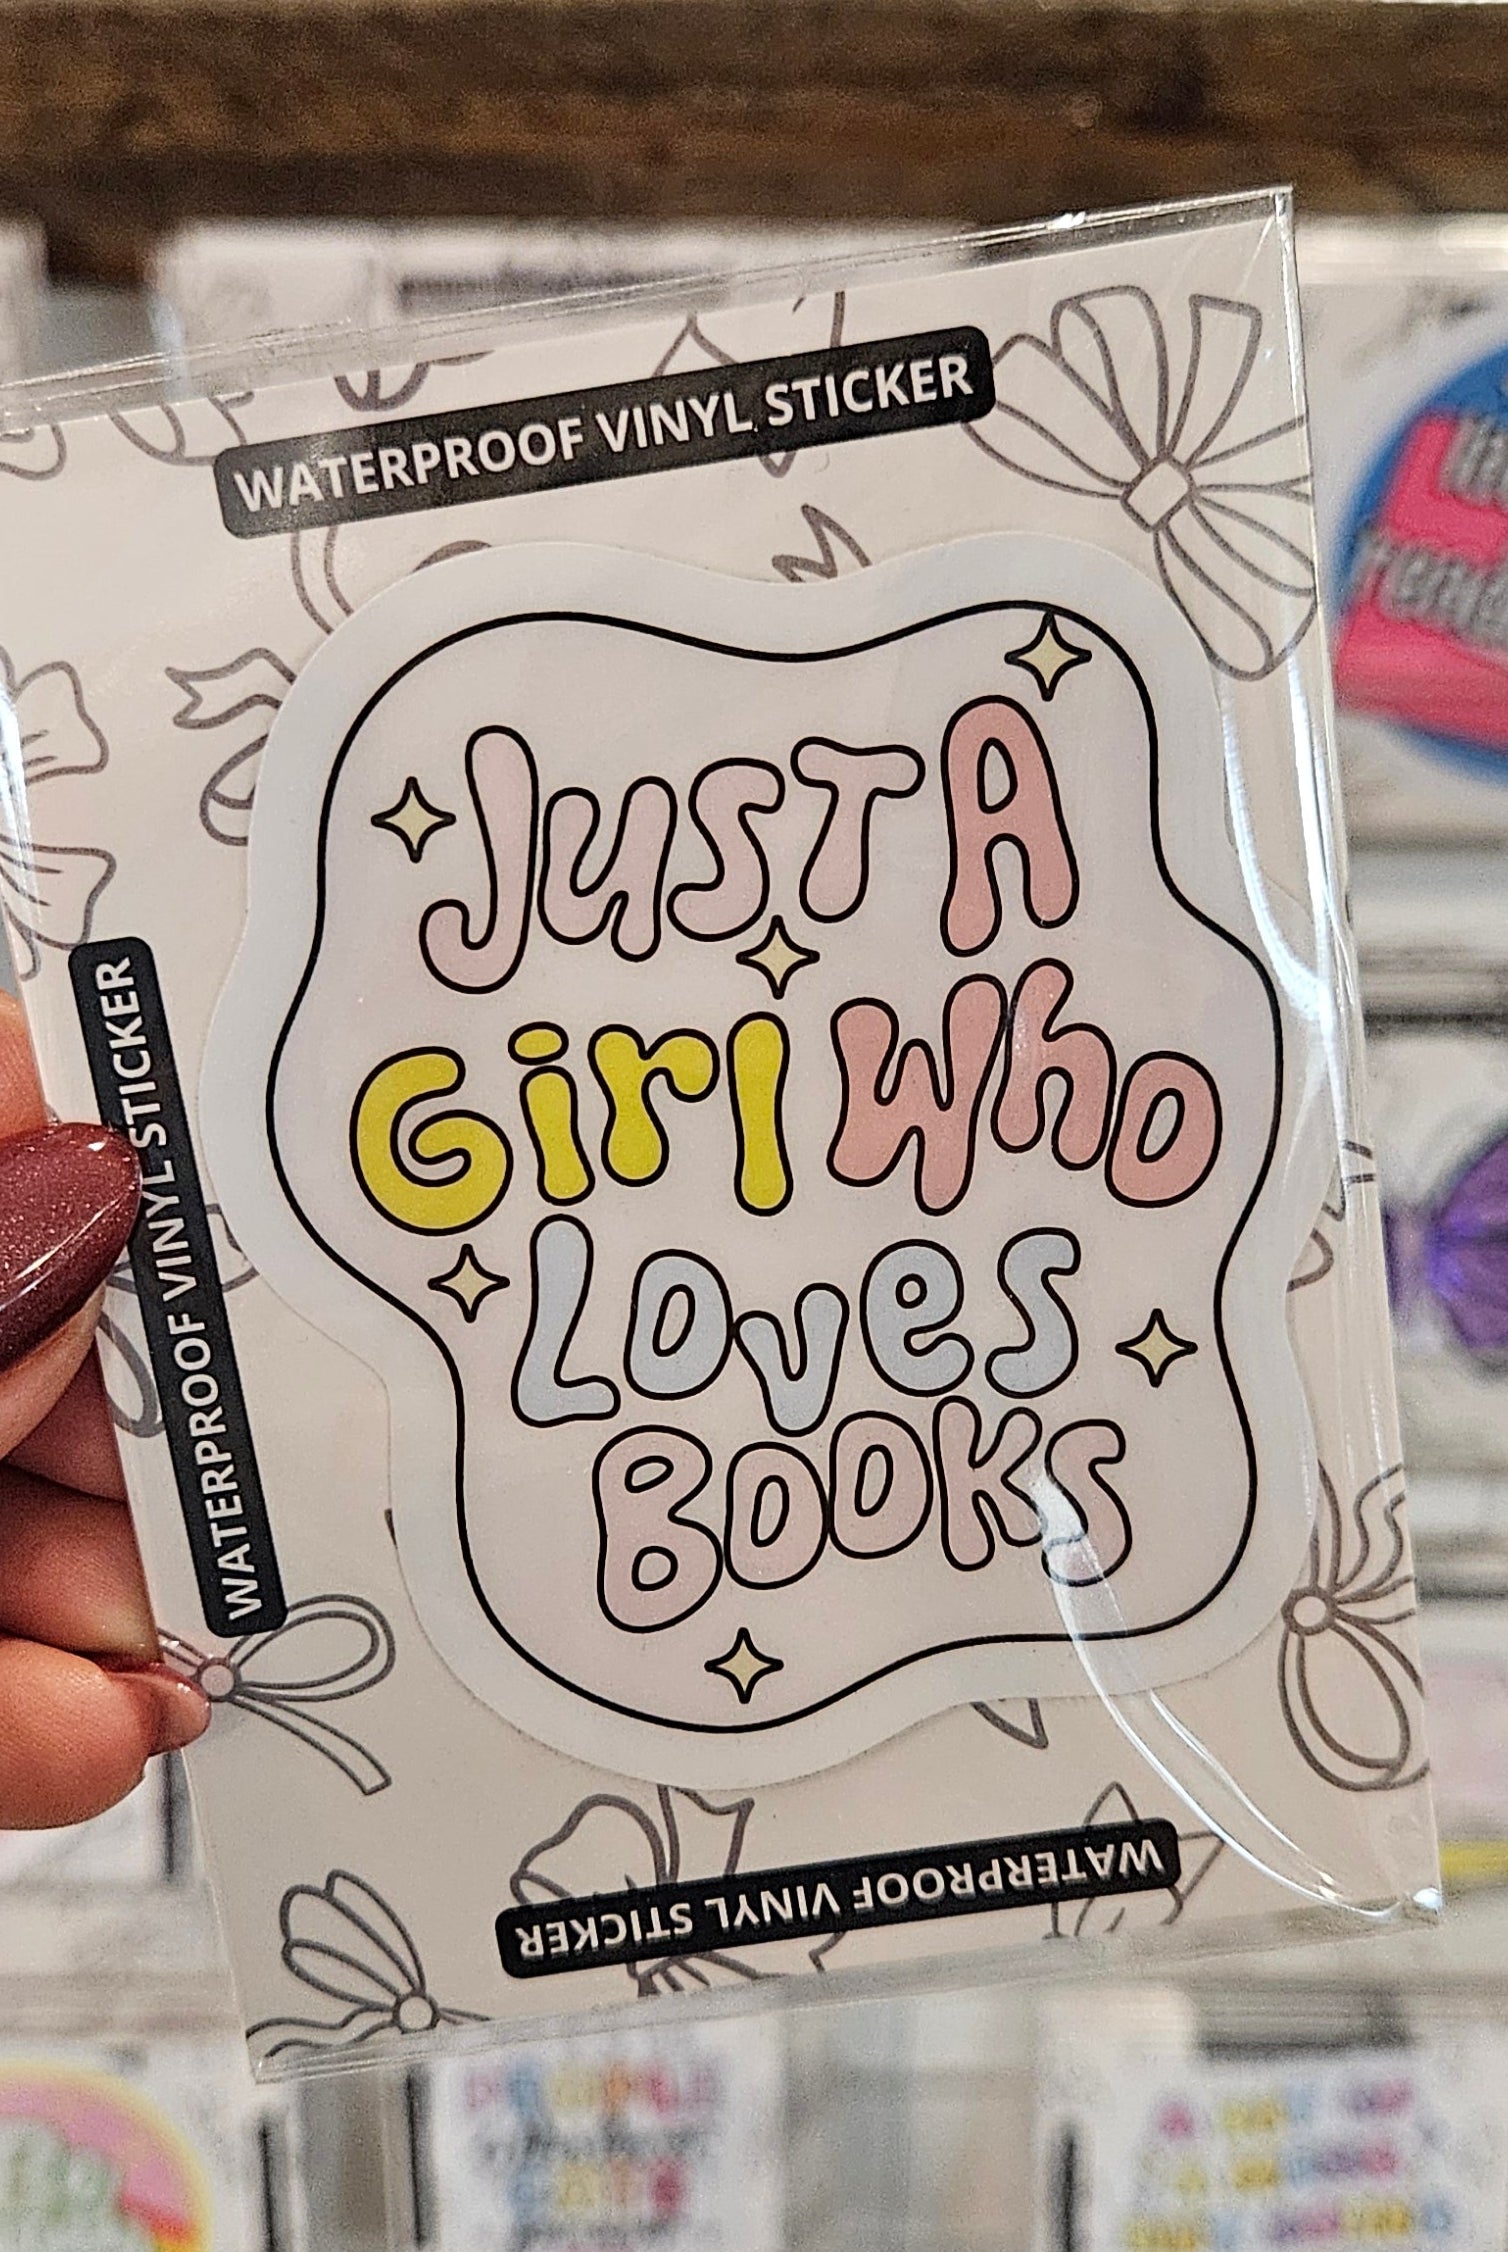 WATERPROOF VINYL STICKER
JusT A
Girl Who
Loves
BOOKS
WATERPROOF VINYL STICKER
WATERPROOF VINYL STICKER